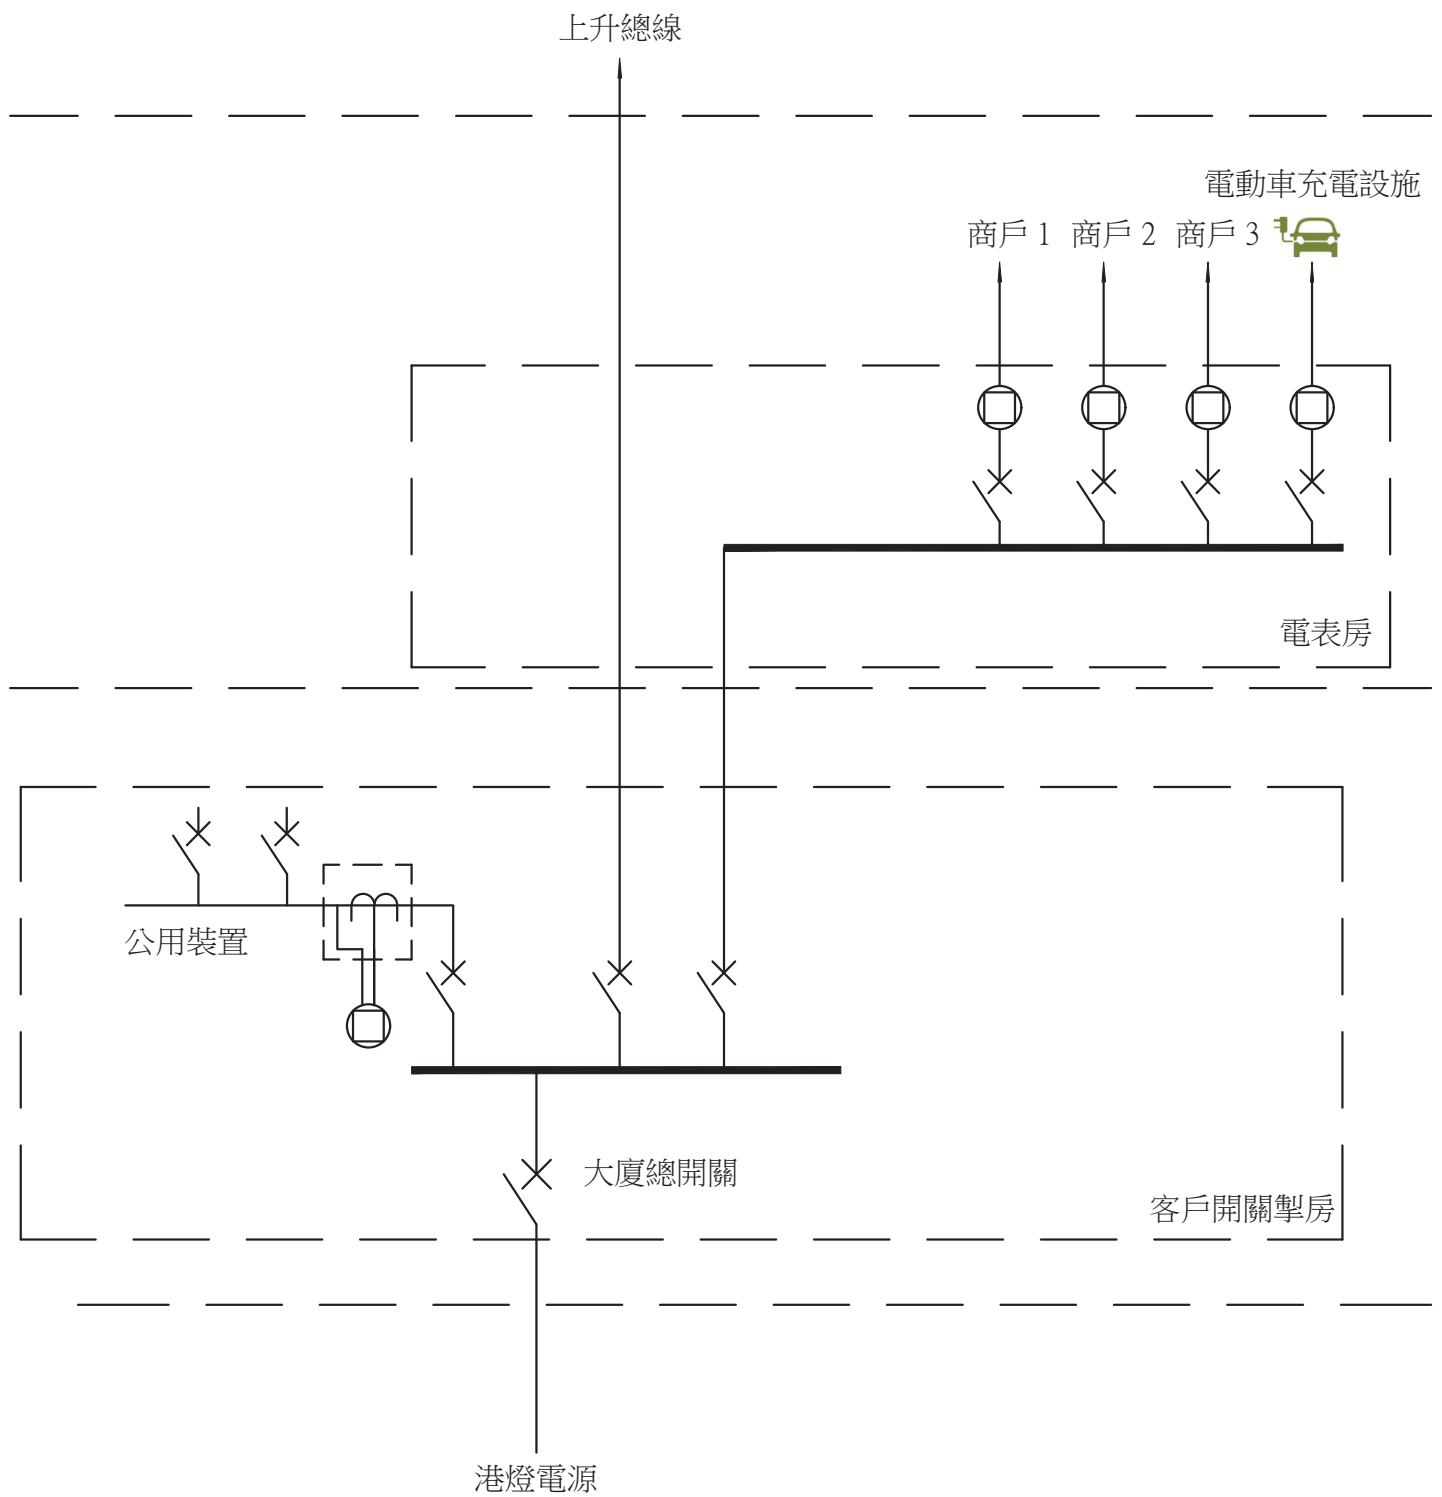 上升總線
電動車充電設施
商戶 1 商戶 2 商戶 3
電表房
公用裝置
大廈總開關
客戶開關掣房
港燈電源